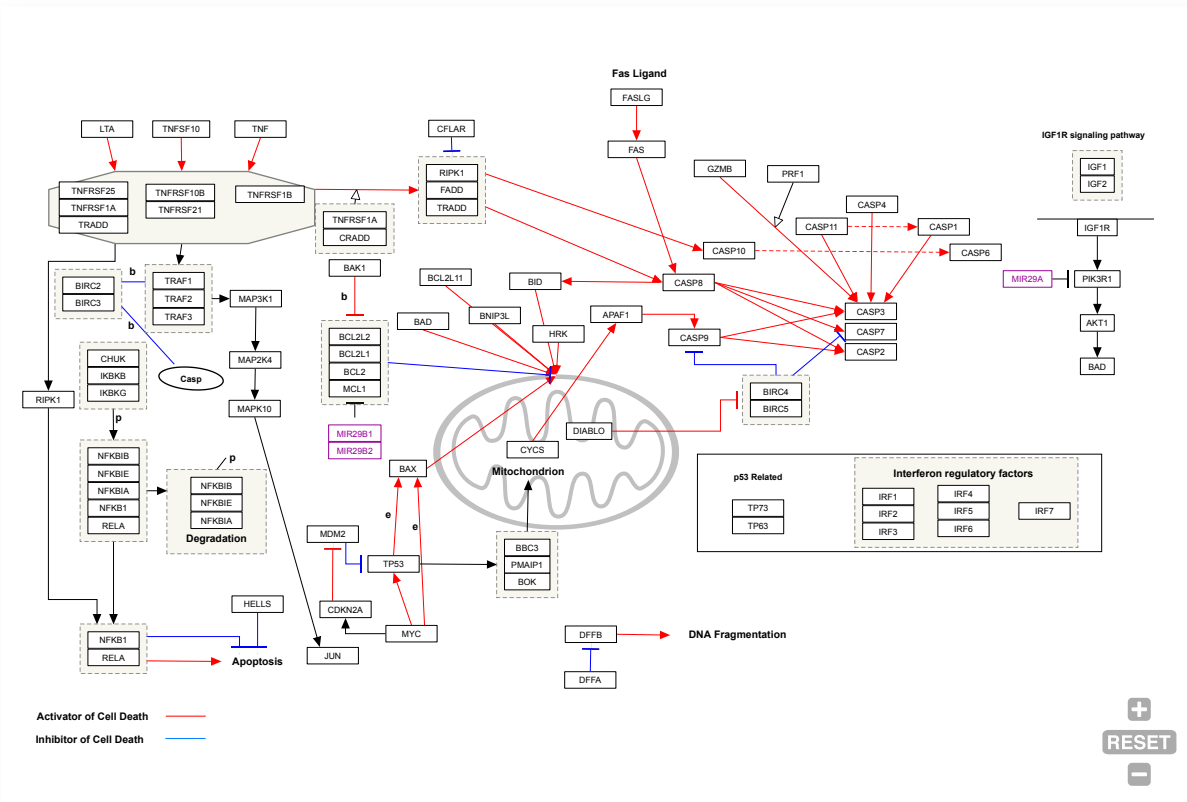 Fas Ligand
FASLG
LTA
TNFSF10
TNF
CFLAR
FAS
IGF1R signaling pathway
IGF1
IGF2
GZMB
PRF1
RIPK1
FADD
TRADD
TNFRSF25
TNFRSF1A
TRADD
TNFRSF10B
TNFRSF21
TNFRSF1B
TNFRSF1A
CRADD
CASP4
CASP11
CASP1
CASP10
CASP6
IGF1R
BAK1
b
BIRC2
BIRC3
b
b
TRAF1
TRAF2
TRAF3
MAP3K1
BCL2L11
BID
CASP8
MIR29A
PIK3R1
BAD
BNIP3L
HRK
APAF1
CASP9
CASP3
CASP7
CASP2
AKT1
BAD
BCL2L2
BCL2L1
BCL2
MCL1
CHUK
IKBKB
IKBKG
Casp
MAP2K4
MAPK10
RIPK1
p
BIRC4
BIRC5
MIR29B1
MIR29B2
DIABLO
CYCS
Mitochondrion
BAX
NFKBIB
NFKBIE
NFKBIA
NFKB1
RELA
p
NFKBIB
NFKBIE
NFKBIA
Degradation
p53 Related
TP73
TP63
Interferon regulatory factors
IRF1
IRF2
IRF3
IRF4
IRF5
IRF6
IRF7
e
e
MDM2
TP53
BBC3
PMAIP1
BOK
HELLS
CDKN2A
MYC
JUN
NFKB1
RELA
Apoptosis
DFFB
DNA Fragmentation
DFFA
Activator of Cell Death
Inhibitor of Cell Death
RESET